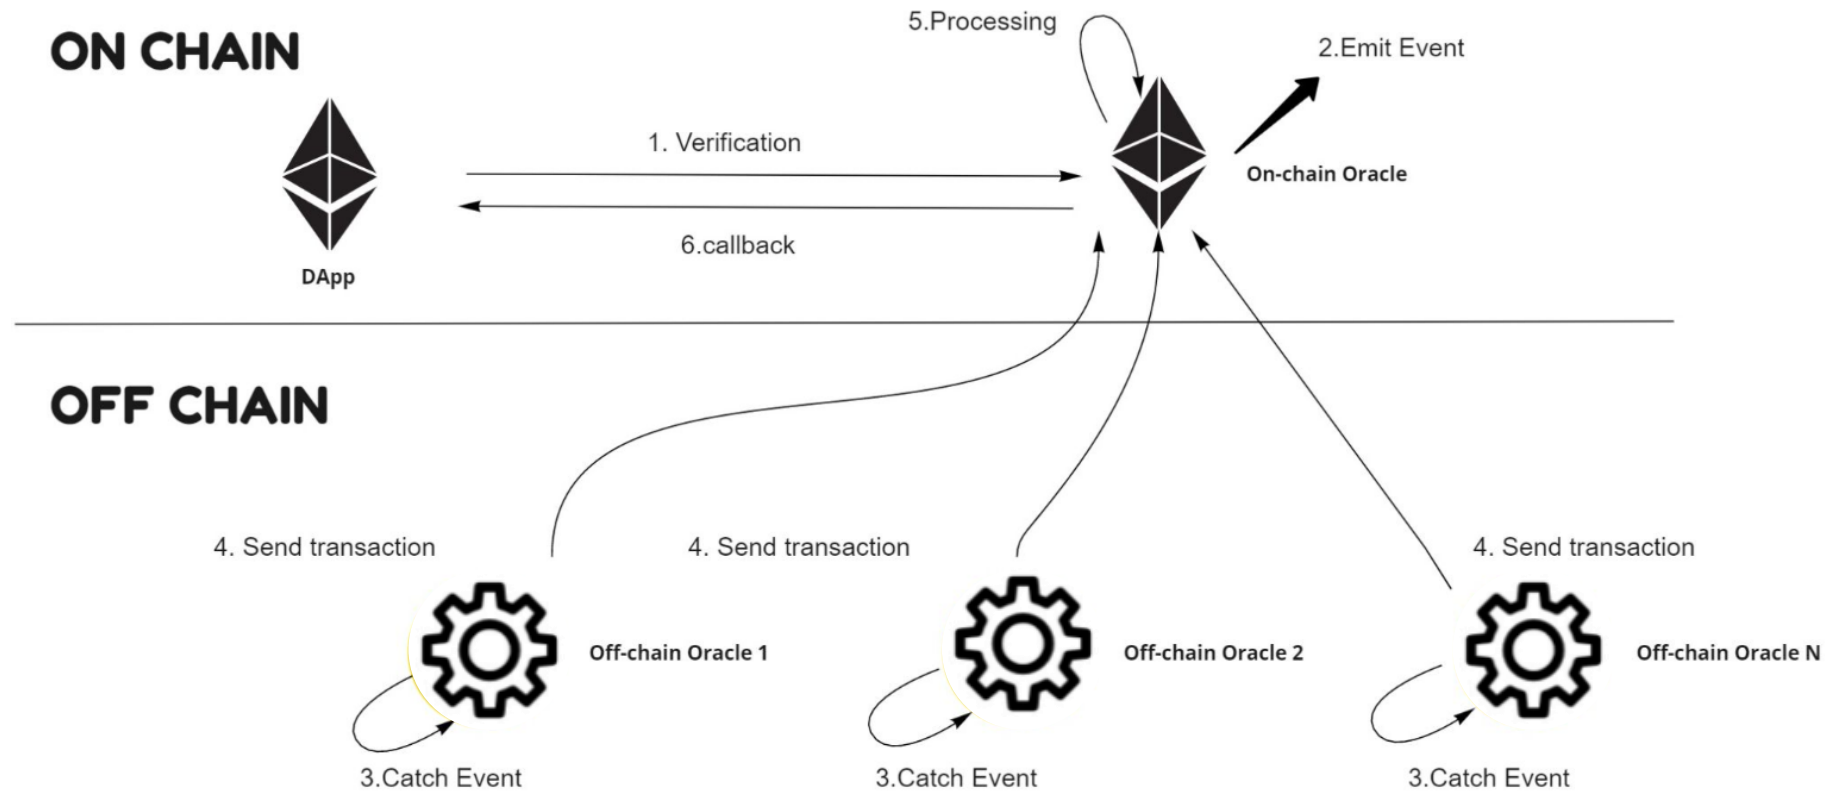 5.Processing
ON CHAIN
2.Emit Event
1. Verification
On-chain Oracle
6.callback
DApp
OFF CHAIN
4. Send transaction
4. Send transaction
4. Send transaction
Off-chain Oracle 1
Off-chain Oracle 2
Off-chain Oracle N
3.Catch Event
3.Catch Event
3.Catch Event